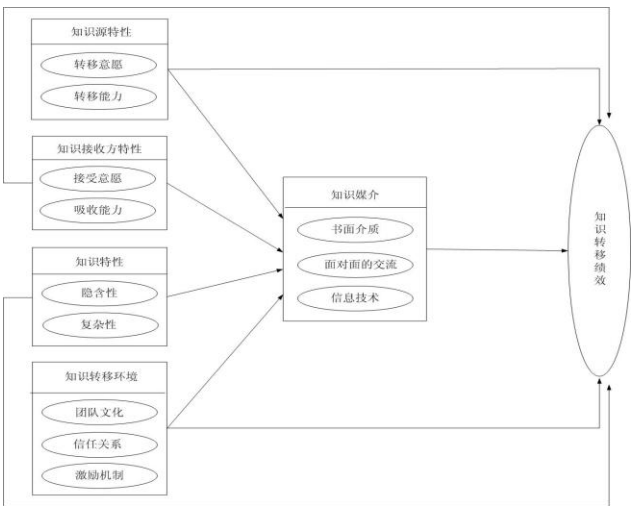 知识源特性
转移意愿
转移能力
知识接收方特性
接受意愿
吸收能力
知识特性
隐含性
复杂性
知识转移环境
团队文化
信任关系
激励机制
知识媒介
书面介质
面对面的交流
信息技术
知识转移绩效